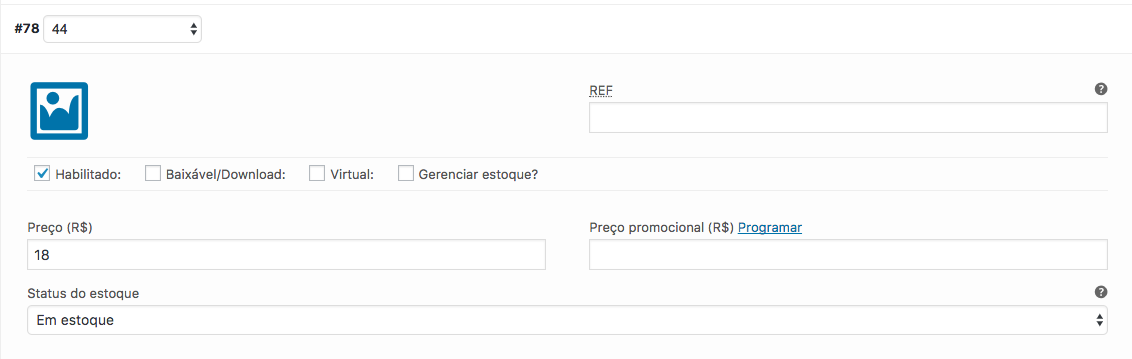 #78 44
REF ?
Habilitado: Baixável/Download: Virtual: Gerenciar estoque?
Preço (R$) Preço promocional (R$) Programar
18
Status do estoque ?
Em estoque